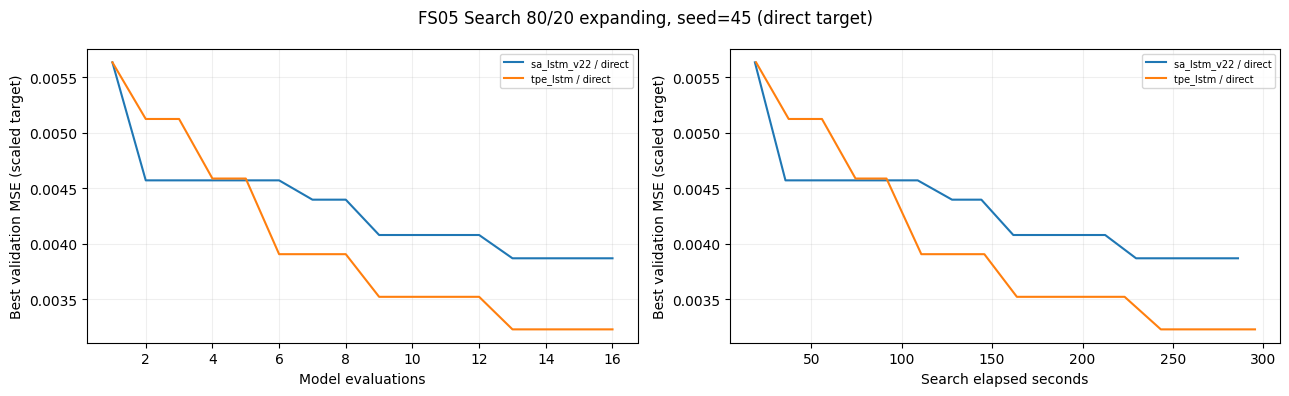 FS05 Search 80/20 expanding, seed=45 (direct target)
Best validation MSE (scaled target)
0.0055
0.0050
0.0045
0.0040
0.0035
sa_lstm_v22 / direct
tpe_lstm / direct
2 4 6 8 10 12 14 16
Model evaluations
Best validation MSE (scaled target)
0.0055
0.0050
0.0045
0.0040
0.0035
sa_lstm_v22 / direct
tpe_lstm / direct
50 100 150 200 250 300
Search elapsed seconds